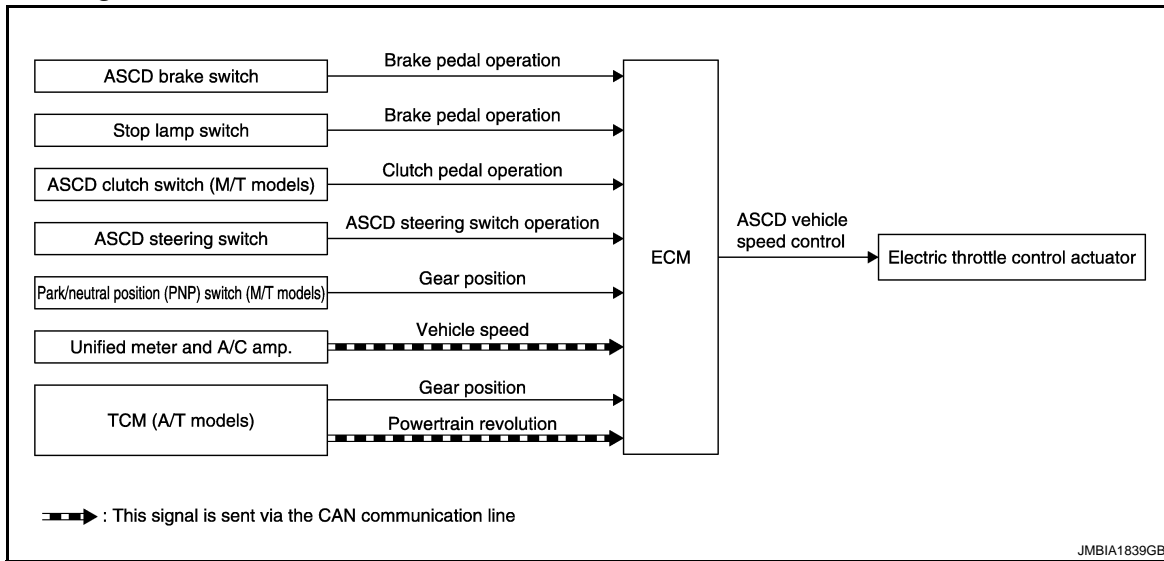 ASCD brake switch
Brake pedal operation
Stop lamp switch
Brake pedal operation
ASCD clutch switch (M/T models)
Clutch pedal operation
ASCD steering switch
ASCD steering switch operation
Park/neutral position (PNP) switch (M/T models)
Gear position
Unified meter and A/C amp.
Vehicle speed
TCM (A/T models)
Gear position
Powertrain revolution
ECM
ASCD vehicle
speed control
Electric throttle control actuator
: This signal is sent via the CAN communication line
JMBIA1839GB